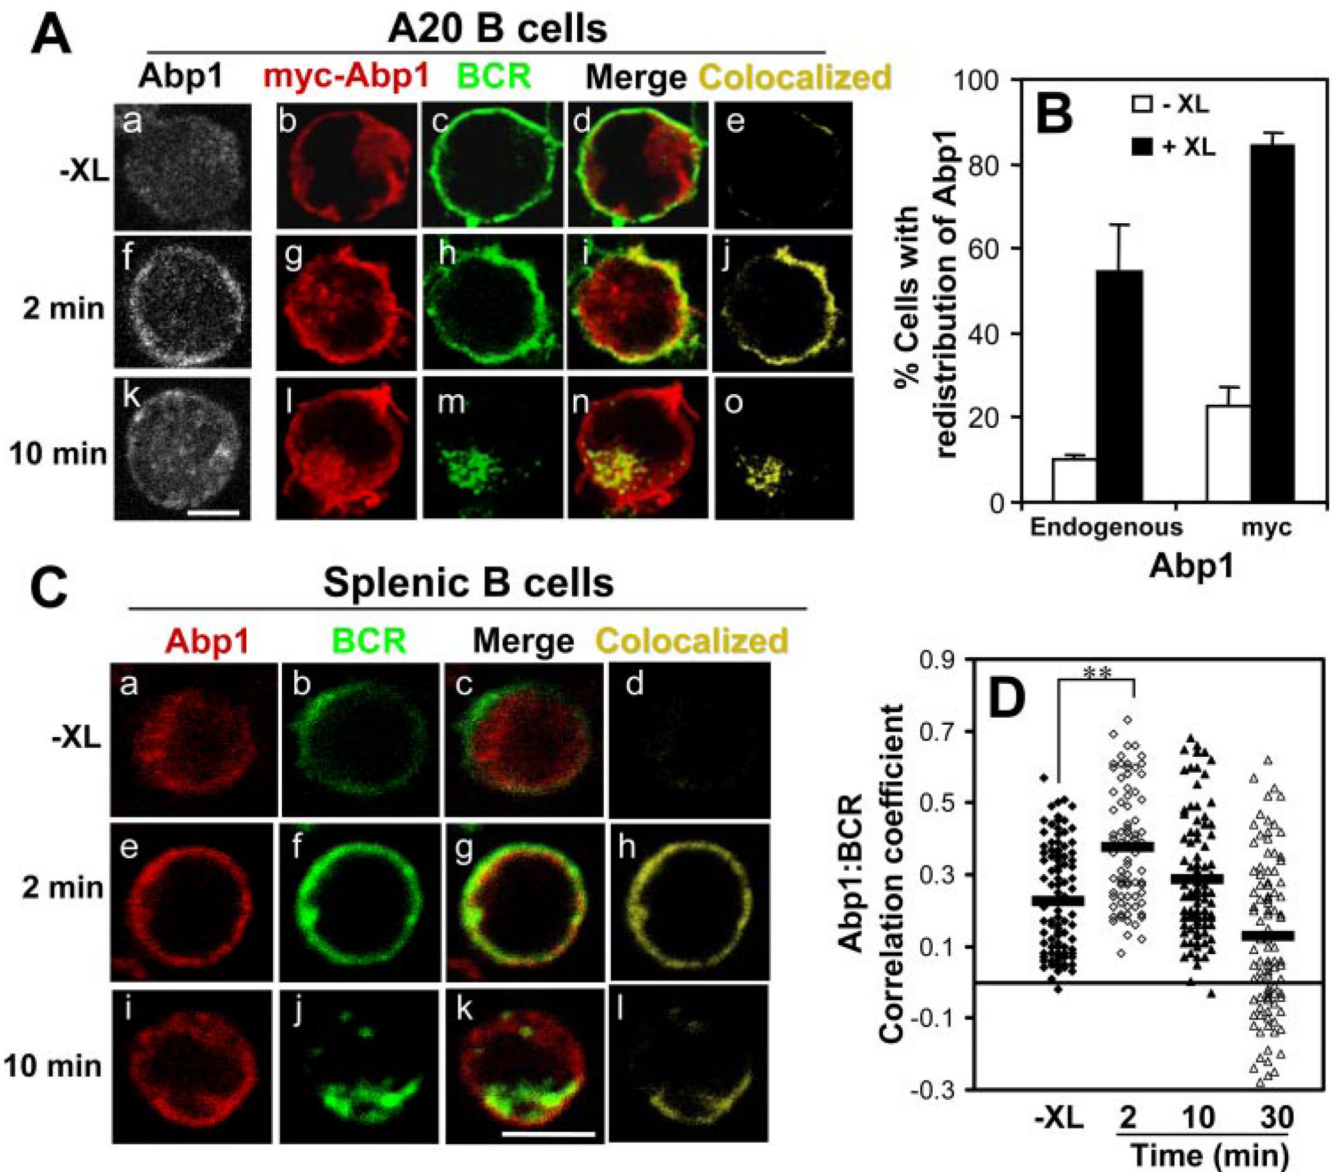 A
A20 B cells
Abp1 myc-Abp1 BCR Merge Colocalized
-XL
a b c d e
2 min
f g h i j
10 min
k l m n o
B
- XL
+ XL
% Cells with
redistribution of Abp1
100
80
60
40
20
0
Endogenous myc
Abp1
C
Splenic B cells
Abp1 BCR Merge Colocalized
-XL
a b c d
2 min
e f g h
10 min
i j k l
D
**
Abp1:BCR
Correlation coefficient
0.9
0.7
0.5
0.3
0.1
-0.1
-0.3
-XL 2 10 30
Time (min)